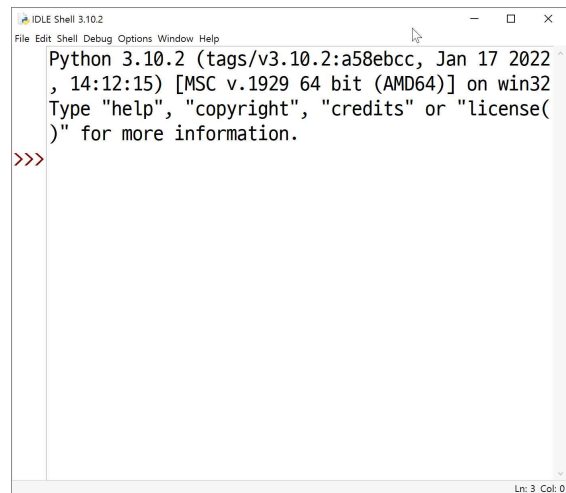 IDLE Shell 3.10.2
File Edit Shell Debug Options Window Help
Python 3.10.2 (tags/v3.10.2:a58ebcc, Jan 17 2022
, 14:12:15) [MSC v.1929 64 bit (AMD64)] on win32
Type "help", "copyright", "credits" or "license(
)" for more information.
>>>
Ln: 3 Col: 0